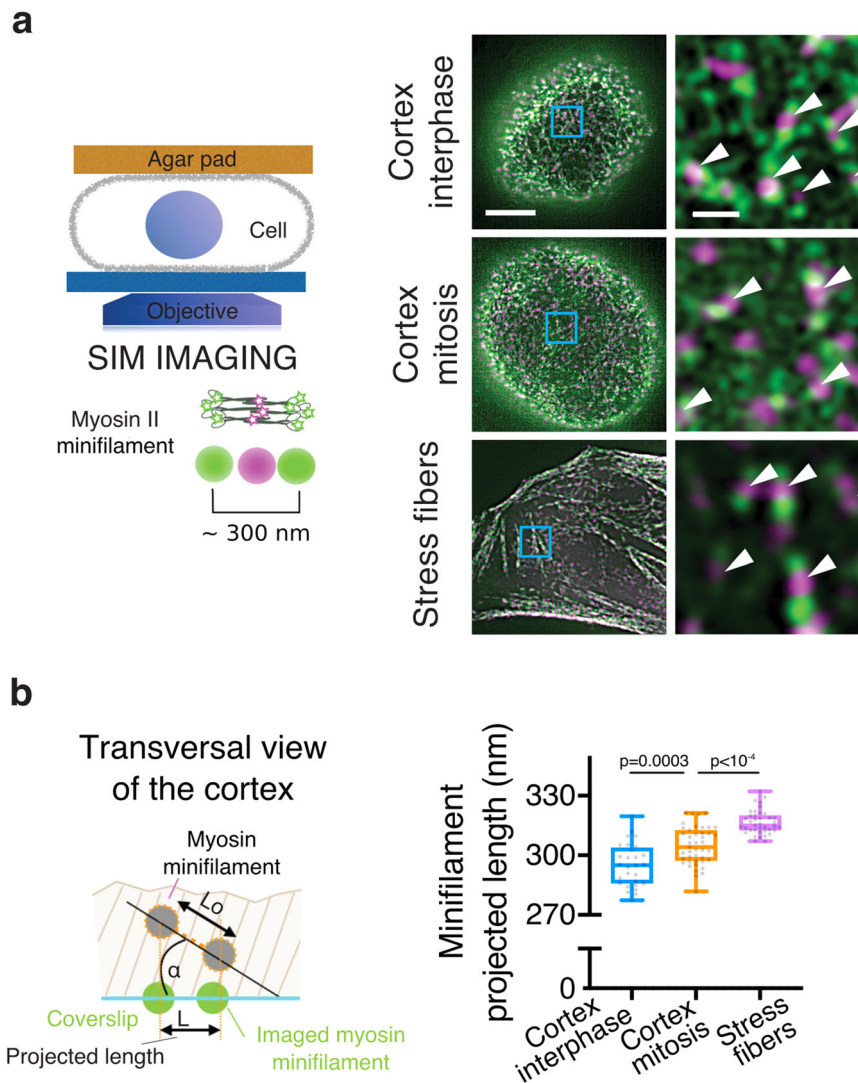 a
Agar pad
Cell
Objective
SIM IMAGING
Myosin II
minifilament
~ 300 nm
Cortex
interphase
Cortex
mitosis
Stress fibers
b
Transversal view
of the cortex
Myosin
minifilament
Lo
α
Coverslip
L
Projected length
Imaged myosin
minifilament
Minifilament
projected length (nm)
p=0.0003
p<10-4
330
300
270
0
Cortex
interphase
Cortex
mitosis
Stress
fibers